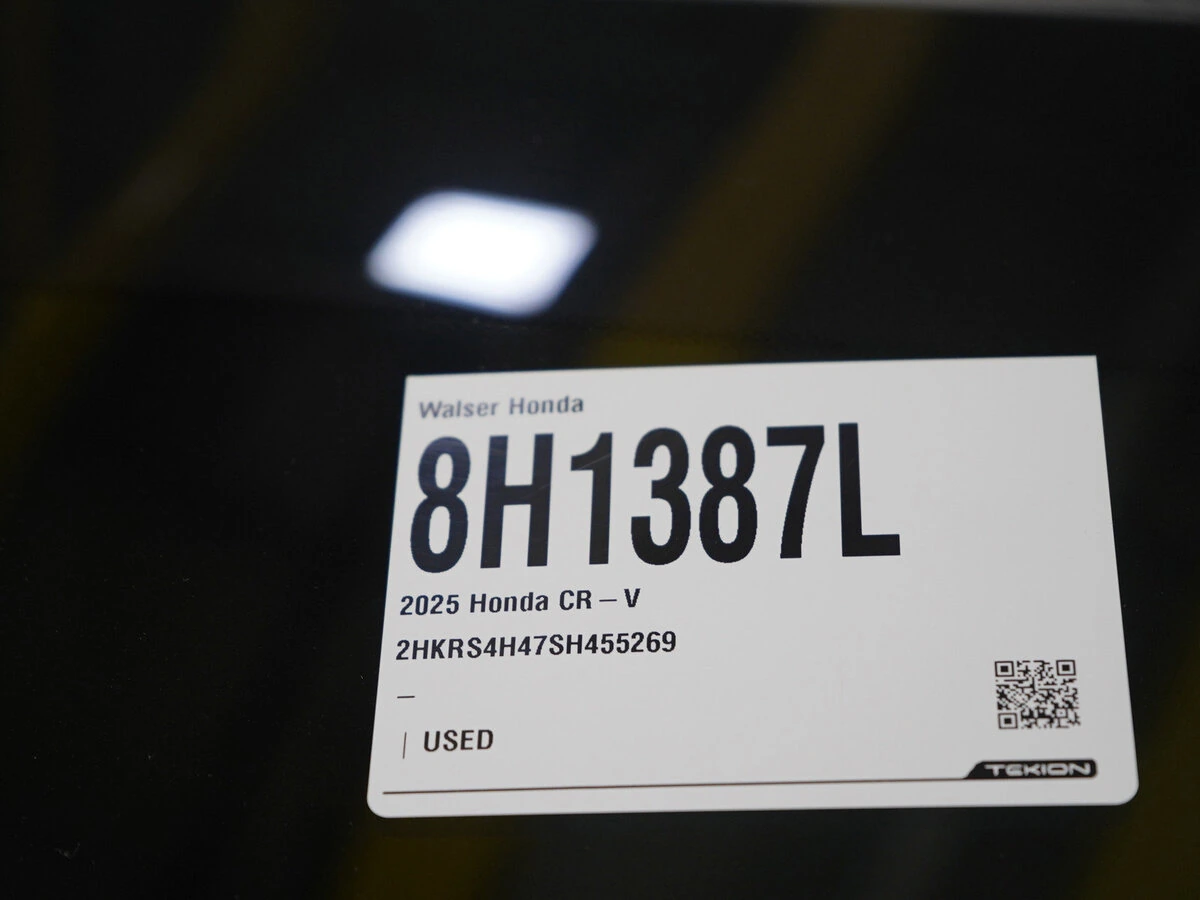 Walser Honda
8H1387L
2025 Honda CR – V
2HKRS4H47SH455269
–
| USED
TEKION